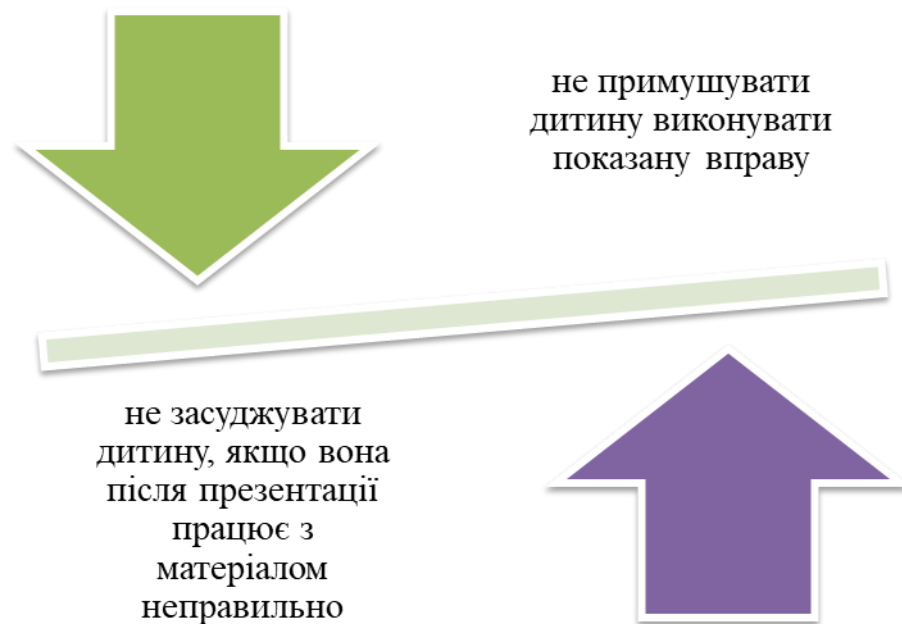 не примушувати
дитину виконувати
показану вправу
не засуджувати
дитину, якщо вона
після презентації
працює з
матеріалом
неправильно